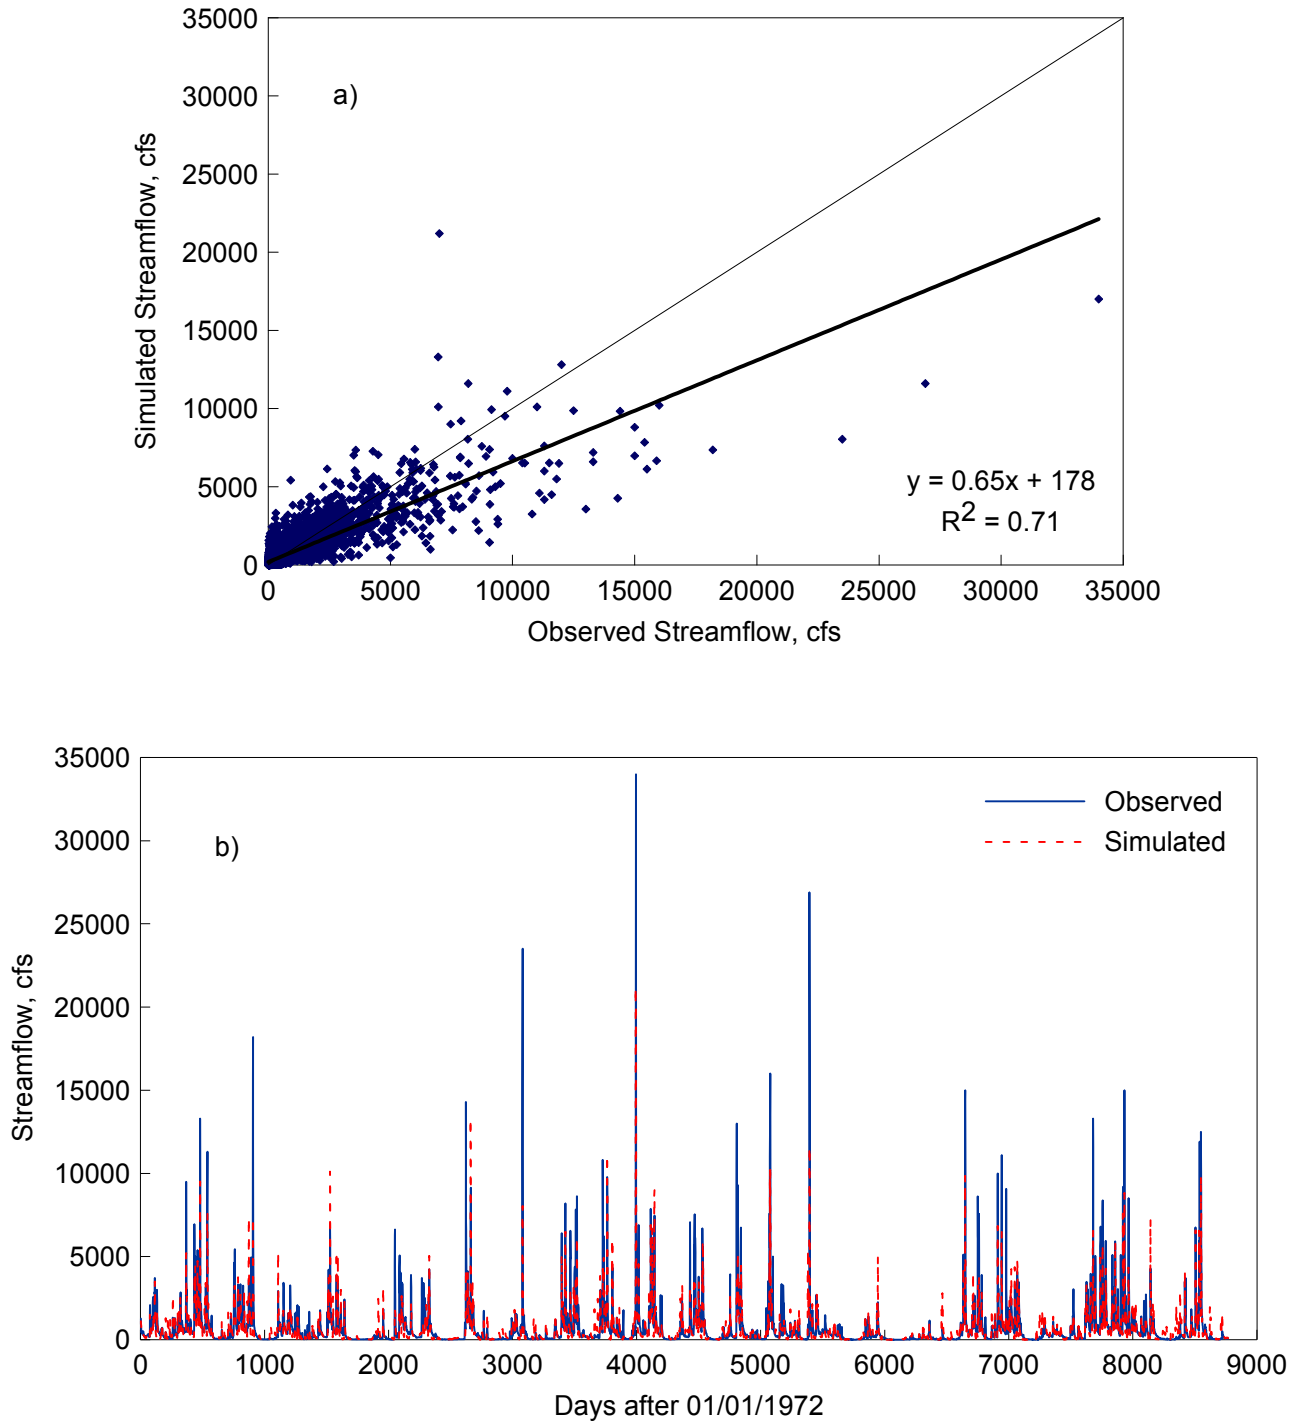 35000
30000
25000
20000
15000
10000
5000
0
Simulated Streamflow, cfs
a)
y = 0.65x + 178
R2 = 0.71
0 5000 10000 15000 20000 25000 30000 35000
Observed Streamflow, cfs
35000
30000
25000
20000
15000
10000
5000
0
Streamflow, cfs
b)
Observed
Simulated
0 1000 2000 3000 4000 5000 6000 7000 8000 9000
Days after 01/01/1972